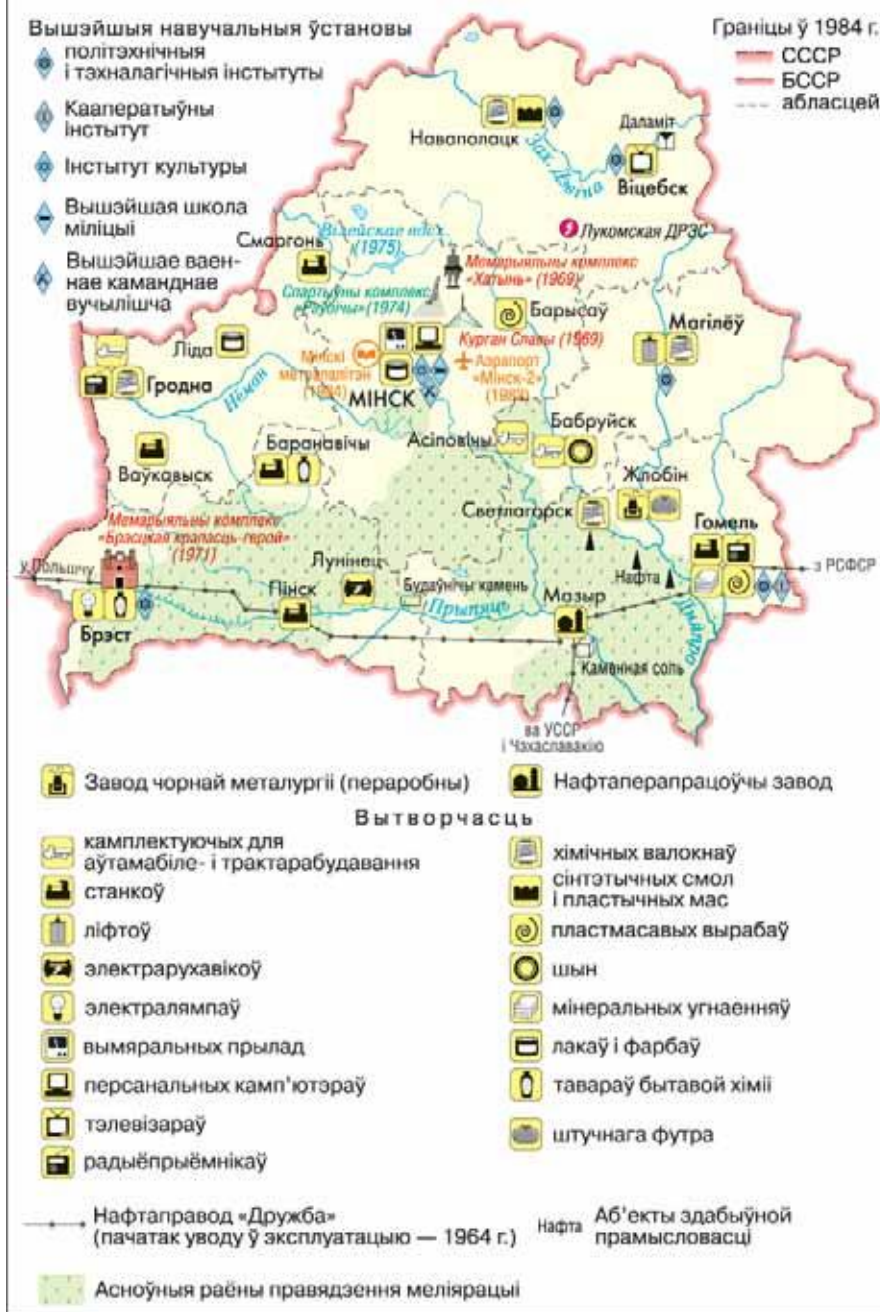 Вышэйшыя навучальныя ўстановы
політэхнічныя
і тэхналагічныя інстытуты
Кааператыўны
інстытут
Інстытут культуры
Вышэйшая школа
міліцыі
Вышэйшае ваен-
нае каманднае
вучылішча
Граніцы ў 1984 г.
СССР
БССР
абласцей
Наваполацк
Зах. Дзвіна
Даламіт
Віцебск
Лукомская ДРЭС
Смаргонь
Вілейскае вдсх.
(1975)
Мемарыяльны комплекс
«Хатынь» (1969)
Спартыўны комплекс
«Раўбічы» (1974)
Барысаў
Курган Славы (1969)
Магілёў
Ліда
Гродна
Нёман
Мінскі
метрапалітэн
(1984)
МІНСК
Аэрапорт
«Мінск-2»
Ваўкавыск
Баранавічы
Асіповічы
Бабруйск
Жлобін
Светлагорск
Гомель
Мемарыяльны комплекс
«Брэсцкая крэпасць-герой»
(1971)
у Польшчу
Лунінец
Будаўнічы камень
Нафта
з РСФСР
Пінск
Прыпяць
Мазыр
Дняпро
Брэст
Каменная соль
ва УССР
і Чэхаславакію
Завод чорнай металургіі (пераробны)
Нафтаперапрацоўчы завод
Вытворчасць
камплектуючых для
аўтамабіле- і трактарабудавання
станкоў
ліфтоў
электрарухавікоў
электралямпаў
вымяральных прылад
персанальных камп'ютэраў
тэлевізараў
радыёпрыёмнікаў
хімічных валокнаў
сінтэтычных смол
і пластычных мас
пластмасавых вырабаў
шын
мінеральных угнаенняў
лакаў і фарбаў
тавараў бытавой хіміі
штучнага футра
Нафтаправод «Дружба»
(пачатак уводу ў эксплуатацыю — 1964 г.)
Нафта
Аб'екты здабыўной
прамысловасці
Асноўныя раёны правядзення меліярацыі